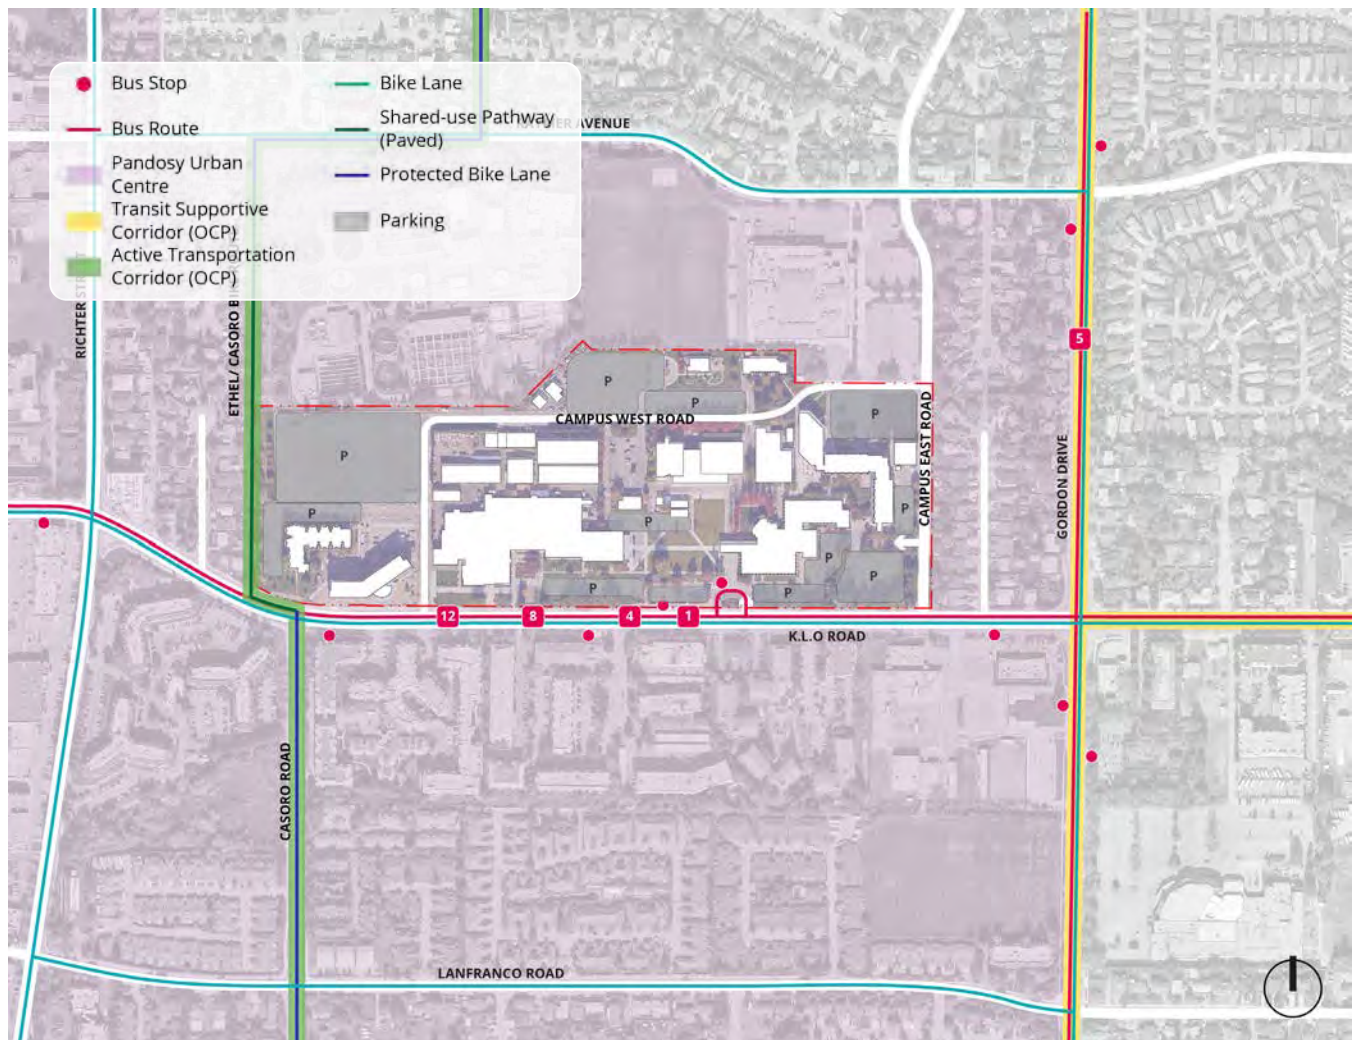 Bus Stop
Bus Route
Pandosy Urban
Centre
Transit Supportive
Corridor (OCP)
Active Transportation
Corridor (OCP)
Bike Lane
Shared-use Pathway
(Paved)
Protected Bike Lane
Parking
AVENUE
RICHTER
ETHEL/ CASORO
5
P
P
CAMPUS WEST ROAD
P
P
CAMPUS EAST ROAD
GORDON DRIVE
P
P
P
P
P
P
P
12
8
4
1
K.L.O ROAD
CASORO ROAD
LANFRANCO ROAD